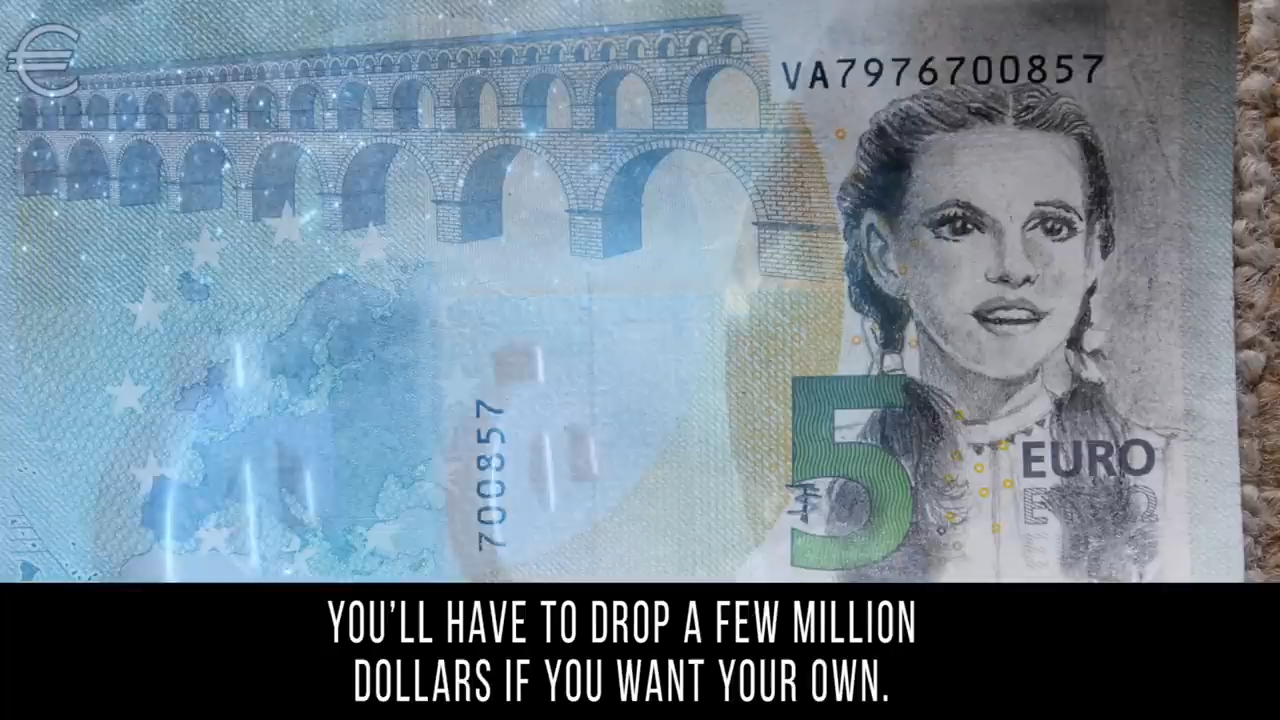 €
VA7976700857
700857
5
EURO
YOU’LL HAVE TO DROP A FEW MILLION
DOLLARS IF YOU WANT YOUR OWN.